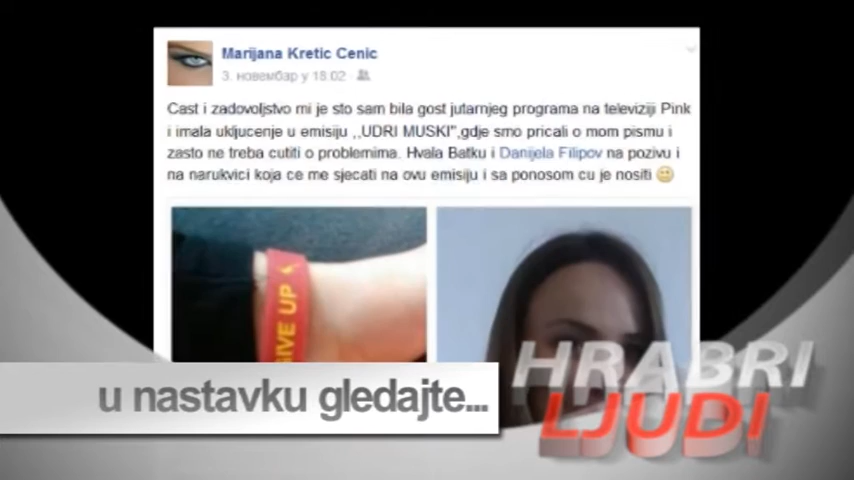 Marijana Kretic Cenic
3. новембар у 18:02
Cast i zadovoljstvo mi je sto sam bila gost jutarnjeg programa na televiziji Pink
i imala ukljucenje u emisiju ,,UDRI MUSKI",gdje smo pricali o mom pismu i
zasto ne treba cutiti o problemima. Hvala Batku i Danijela Filipov na pozivu i
na narukvici koja ce me sjecati na ovu emisiju i sa ponosom cu je nositi
GIVE UP
u nastavku gledajte...
HRABRI
LJUDI